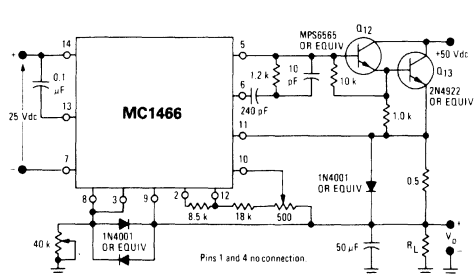 MPS6565
OR EQUIV
Q12
+50 Vdc
+
14
5
Q13
10
pF
1.2 k
10 k
0.1
µF
6
2N4922
OR EQUIV
240 pF
1.0 k
25 Vdc
13
MC1466
11
10
1N4001
OR EQUIV
0.5
–
7
8
3
9
2
12
8.5 k
18 k
500
+
1N4001
OR EQUIV
40 k
50 µF
RL
Vo
–
Pins 1 and 4 no connection.